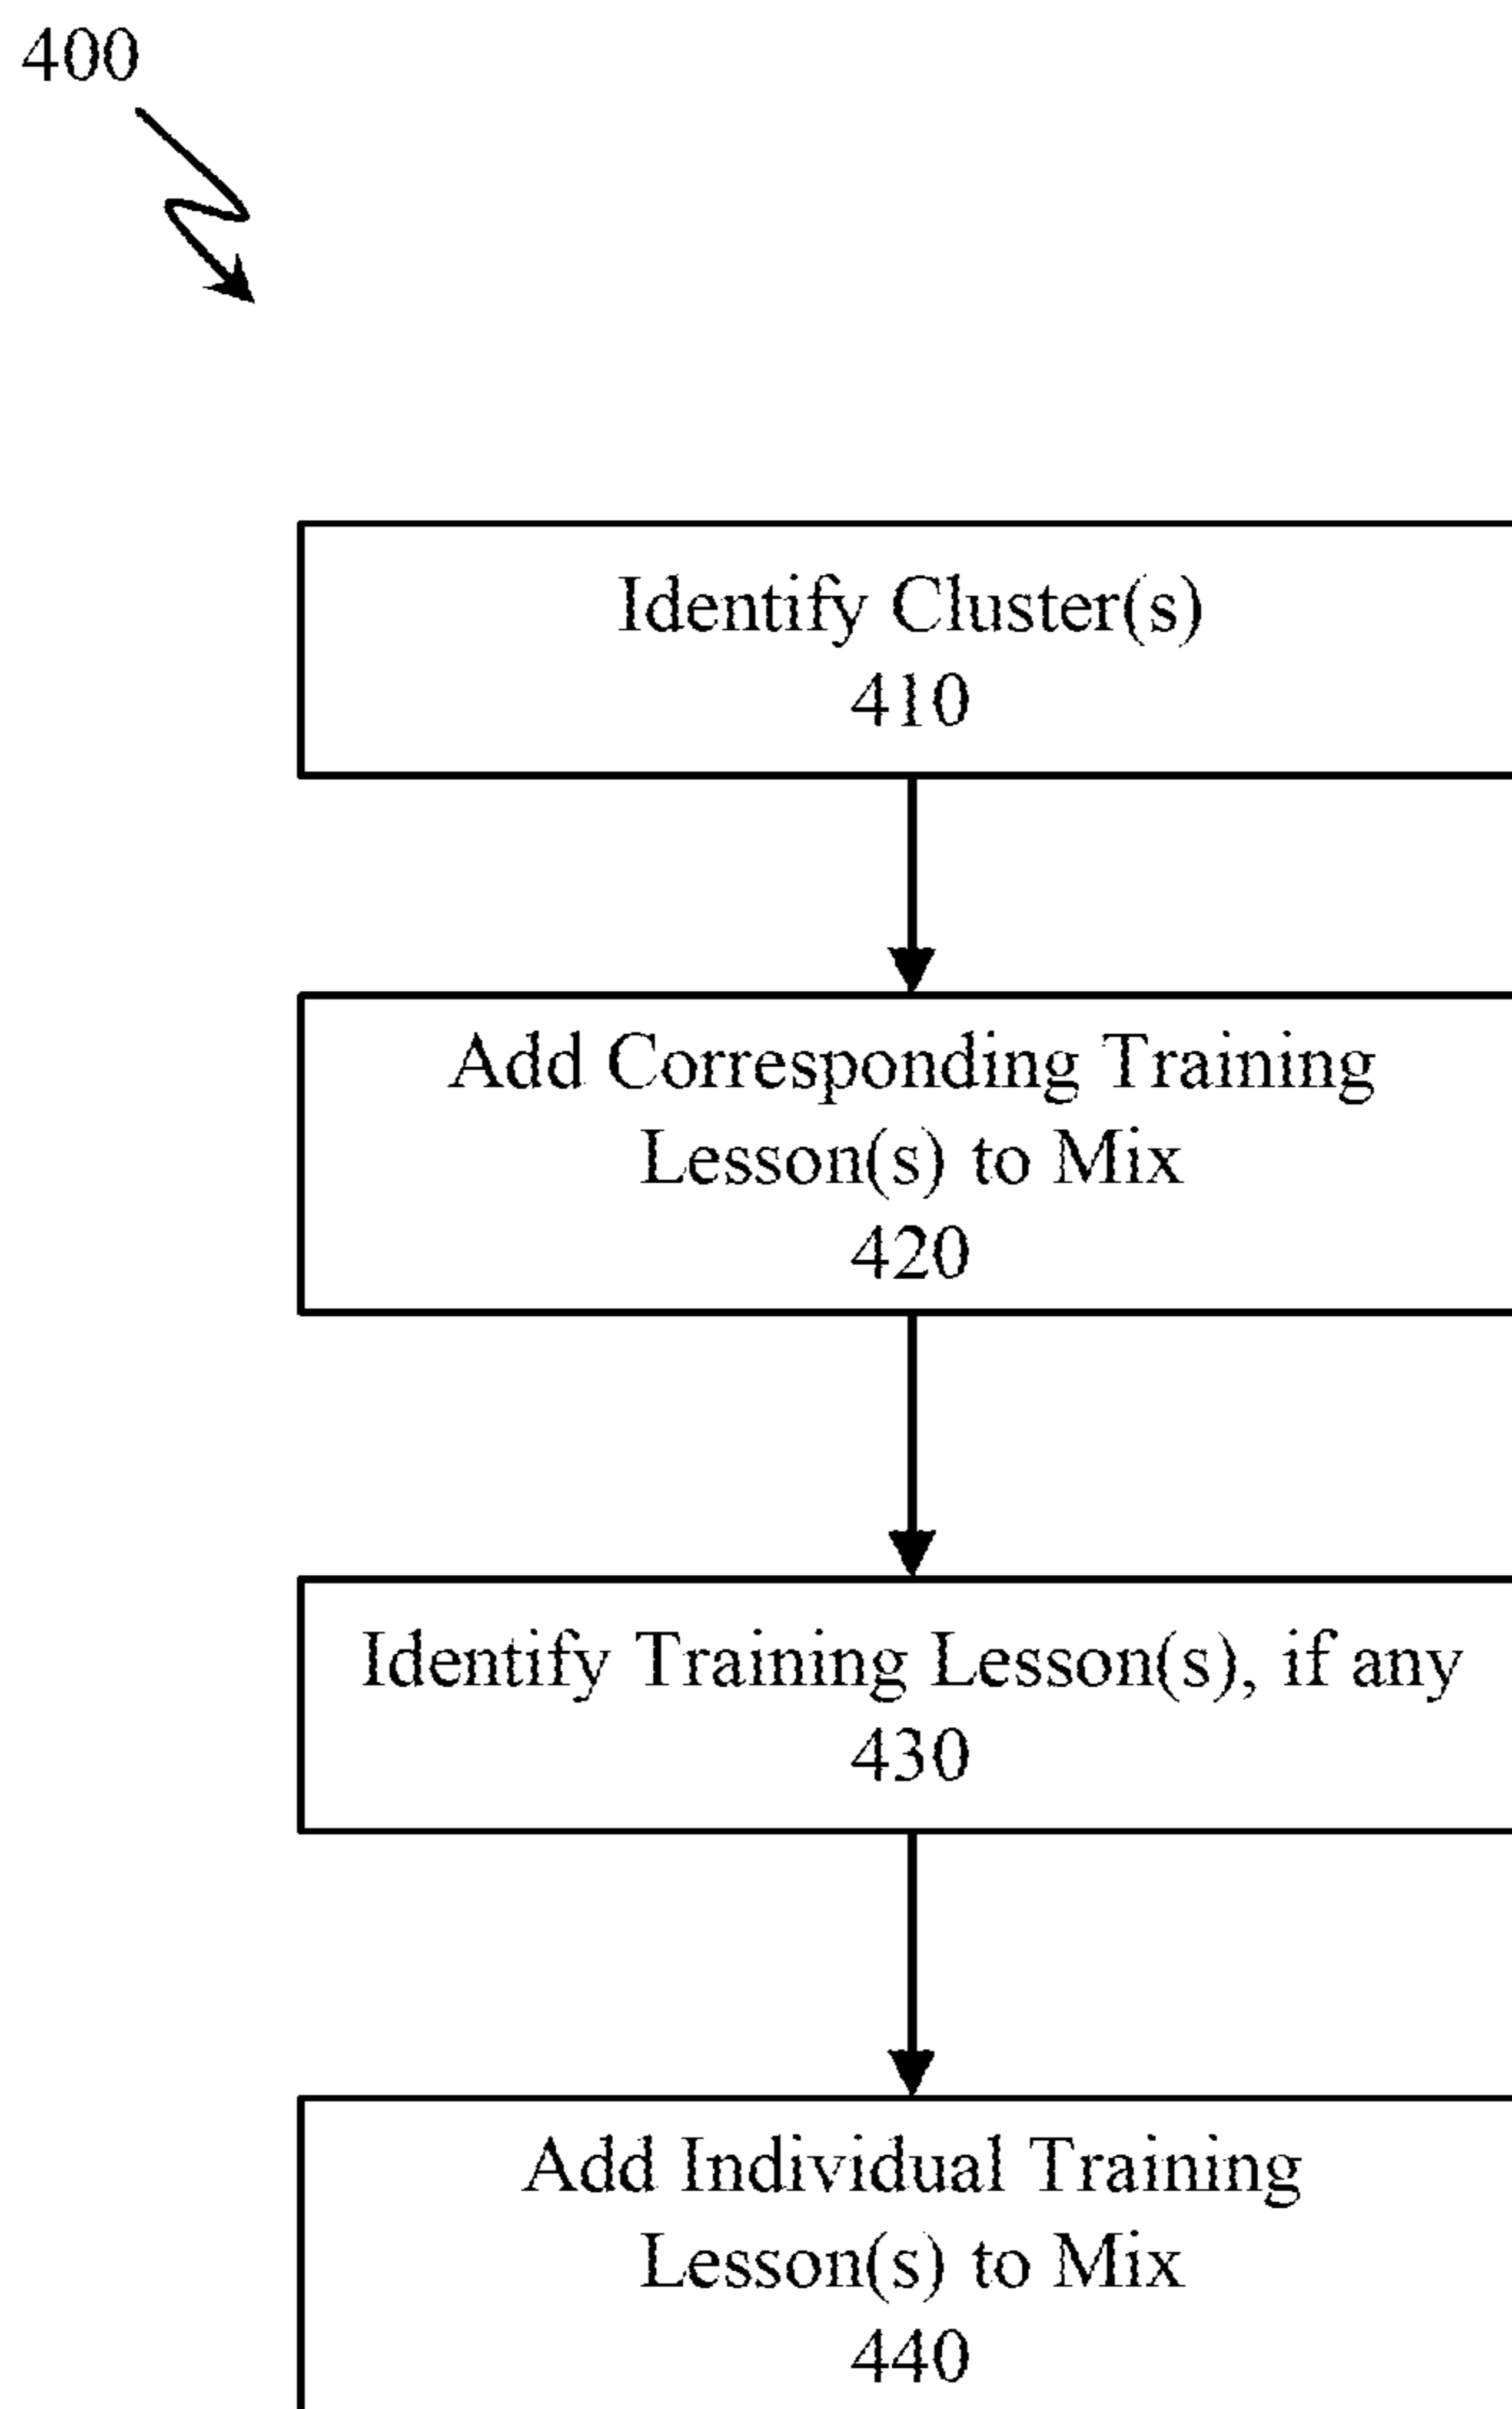 400
Identify Cluster(s)
410
Add Corresponding Training
Lesson(s) to Mix
420
Identify Training Lesson(s), if any
430
Add Individual Training
Lesson(s) to Mix
440